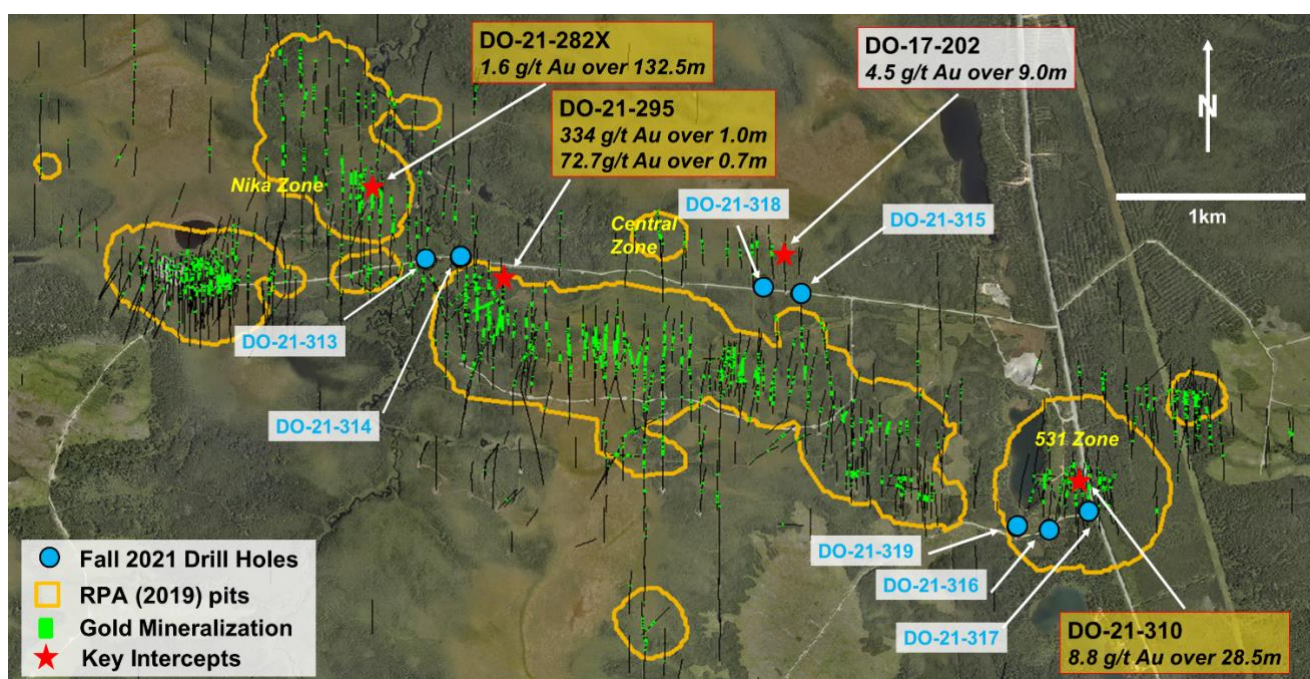 DO-21-282X
1.6 g/t Au over 132.5m
DO-17-202
4.5 g/t Au over 9.0m
DO-21-295
334 g/t Au over 1.0m
72.7g/t Au over 0.7m
N
1km
Nika Zone
Central
Zone
DO-21-318
DO-21-315
DO-21-313
DO-21-314
531 Zone
DO-21-319
DO-21-316
DO-21-317
DO-21-310
8.8 g/t Au over 28.5m
Fall 2021 Drill Holes
RPA (2019) pits
Gold Mineralization
Key Intercepts